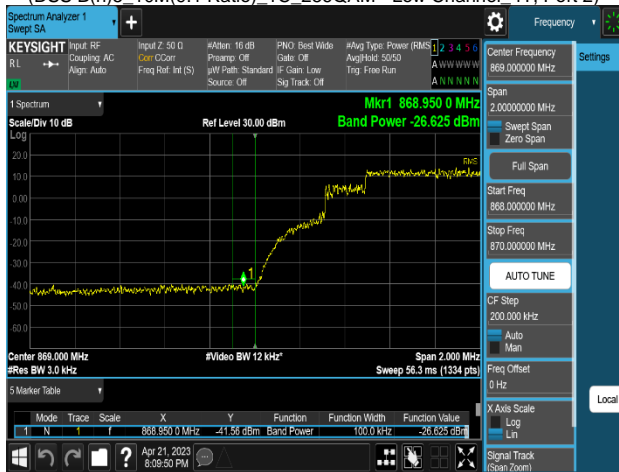 Spectrum Analyzer 1
Swept SA
Frequency
KEYSIGHT
RL
LXI
Input: RF
Coupling: AC
Align: Auto
Input Z: 50 Ω
Corr CCorr
Freq Ref: Int (S)
#Atten: 16 dB
Preamp: Off
µW Path: Standard
Source: Off
PNO: Best Wide
Gate: Off
IF Gain: Low
Sig Track: Off
#Avg Type: Power (RMS
Avg|Hold: 50/50
Trig: Free Run
1 2 3 4 5 6
A W W W W W
A N N N N N
1 Spectrum
Scale/Div 10 dB
Log
Ref Level 30.00 dBm
Mkr1 868.950 0 MHz
Band Power -26.625 dBm
RMS
20.0
10.0
0.00
-10.0
-20.0
-30.0
-40.0
-50.0
-60.0
1
Center 869.000 MHz
#Res BW 3.0 kHz
#Video BW 12 kHz*
Span 2.000 MHz
Sweep 56.3 ms (1334 pts)
5 Marker Table
Mode Trace Scale X Y Function Function Width Function Value
1 N 1 f 868.950 0 MHz -41.56 dBm Band Power 100.0 kHz -26.625 dBm
Apr 21, 2023
8:09:50 PM
Center Frequency
869.000000 MHz
Settings
Span
2.00000000 MHz
Swept Span
Zero Span
Full Span
Start Freq
868.000000 MHz
Stop Freq
870.000000 MHz
AUTO TUNE
CF Step
200.000 kHz
Auto
Man
Freq Offset
0 Hz
Local
X Axis Scale
Log
Lin
Signal Track
(Span Zoom)